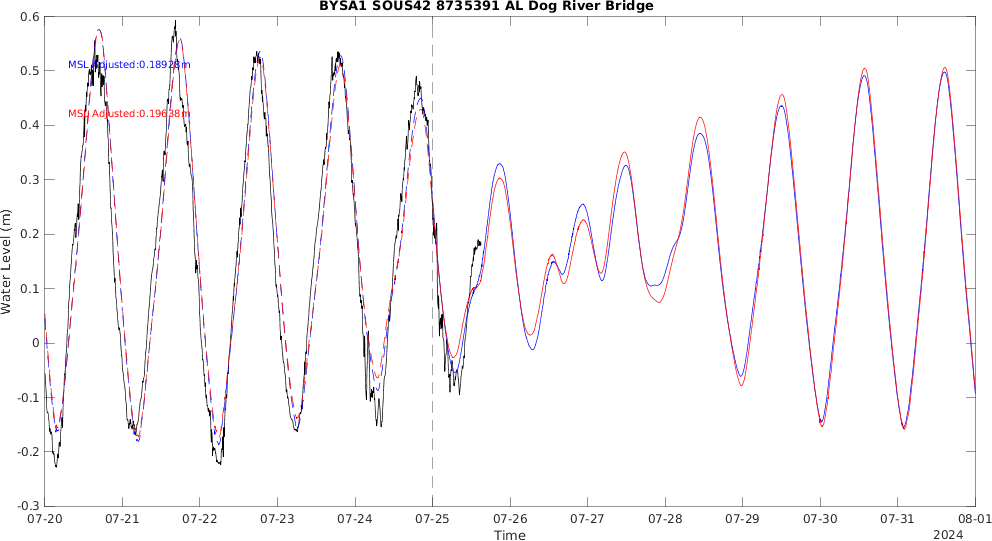 BYSA1 SOUS42 8735391 AL Dog River Bridge
0.6
MSL Adjusted:0.18928m
0.5
MSL Adjusted:0.19638m
0.4
0.3
0.2
0.1
0
-0.1
-0.2
-0.3
Water Level (m)
07-20 07-21 07-22 07-23 07-24 07-25 07-26 07-27 07-28 07-29 07-30 07-31 08-01
Time
2024